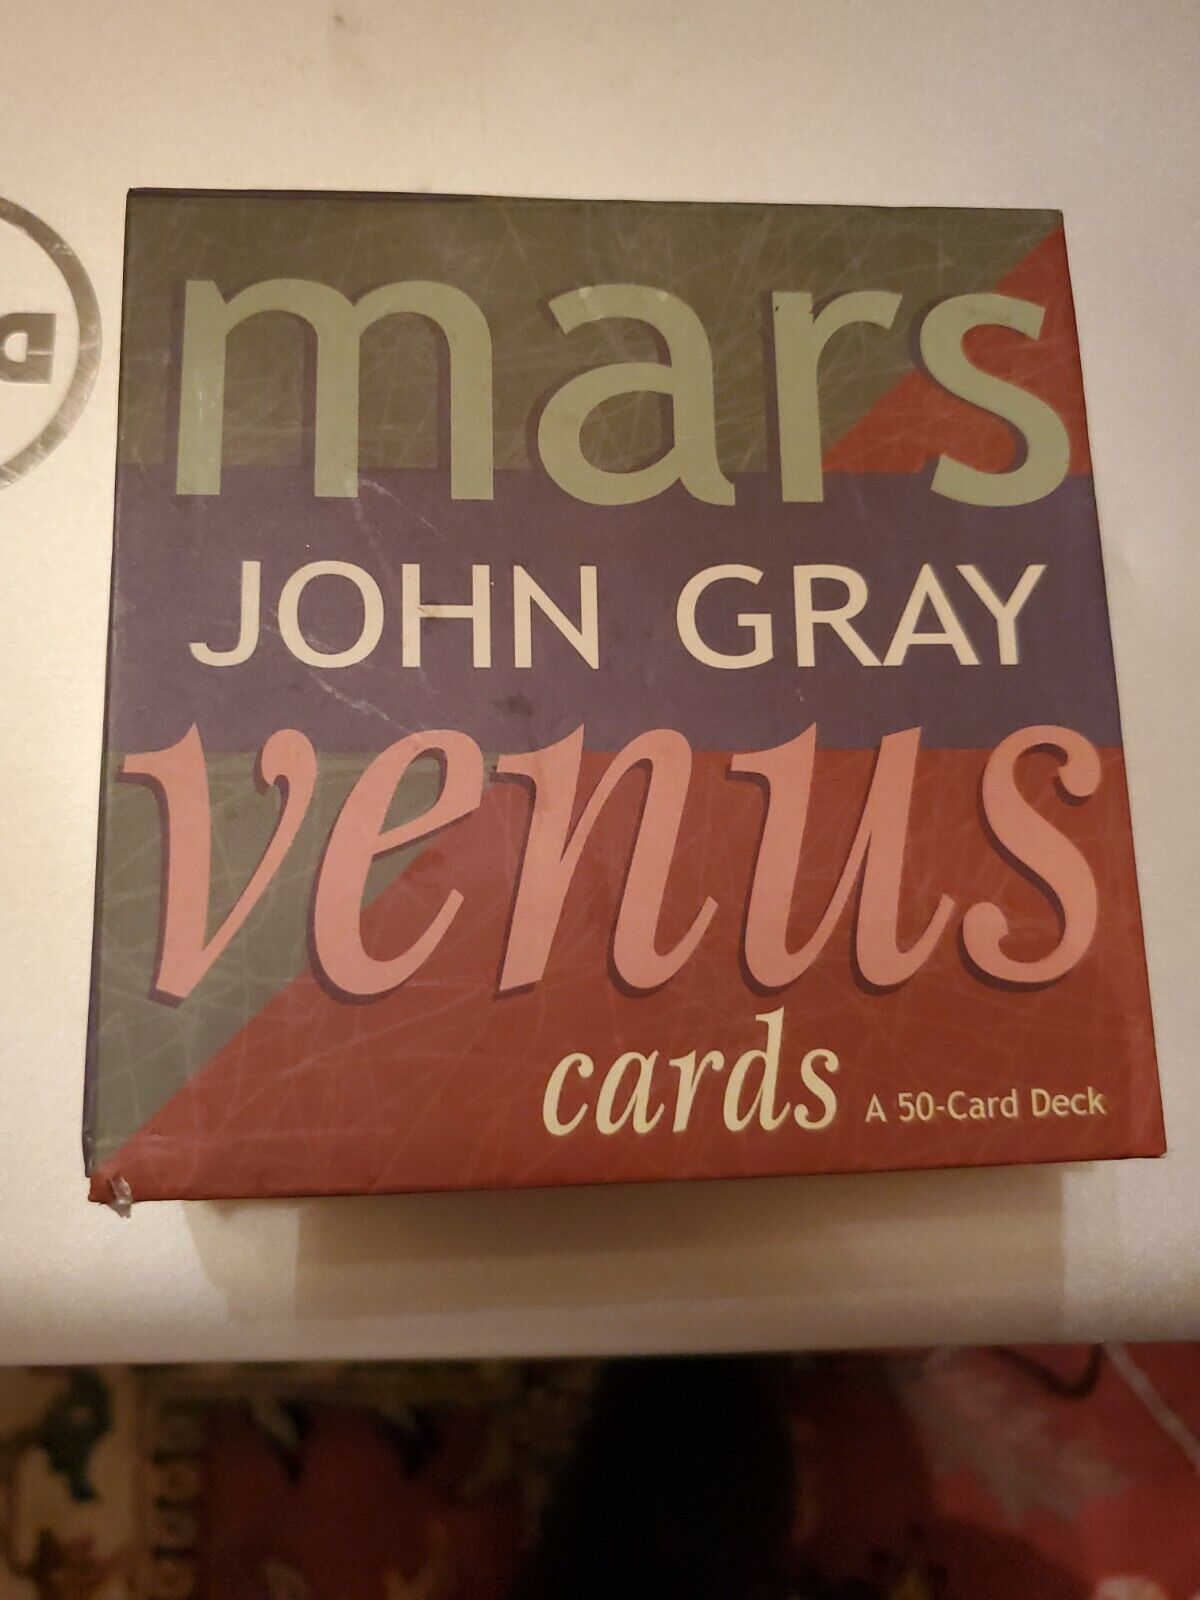 mars
JOHN GRAY
venus
cards A 50-Card Deck